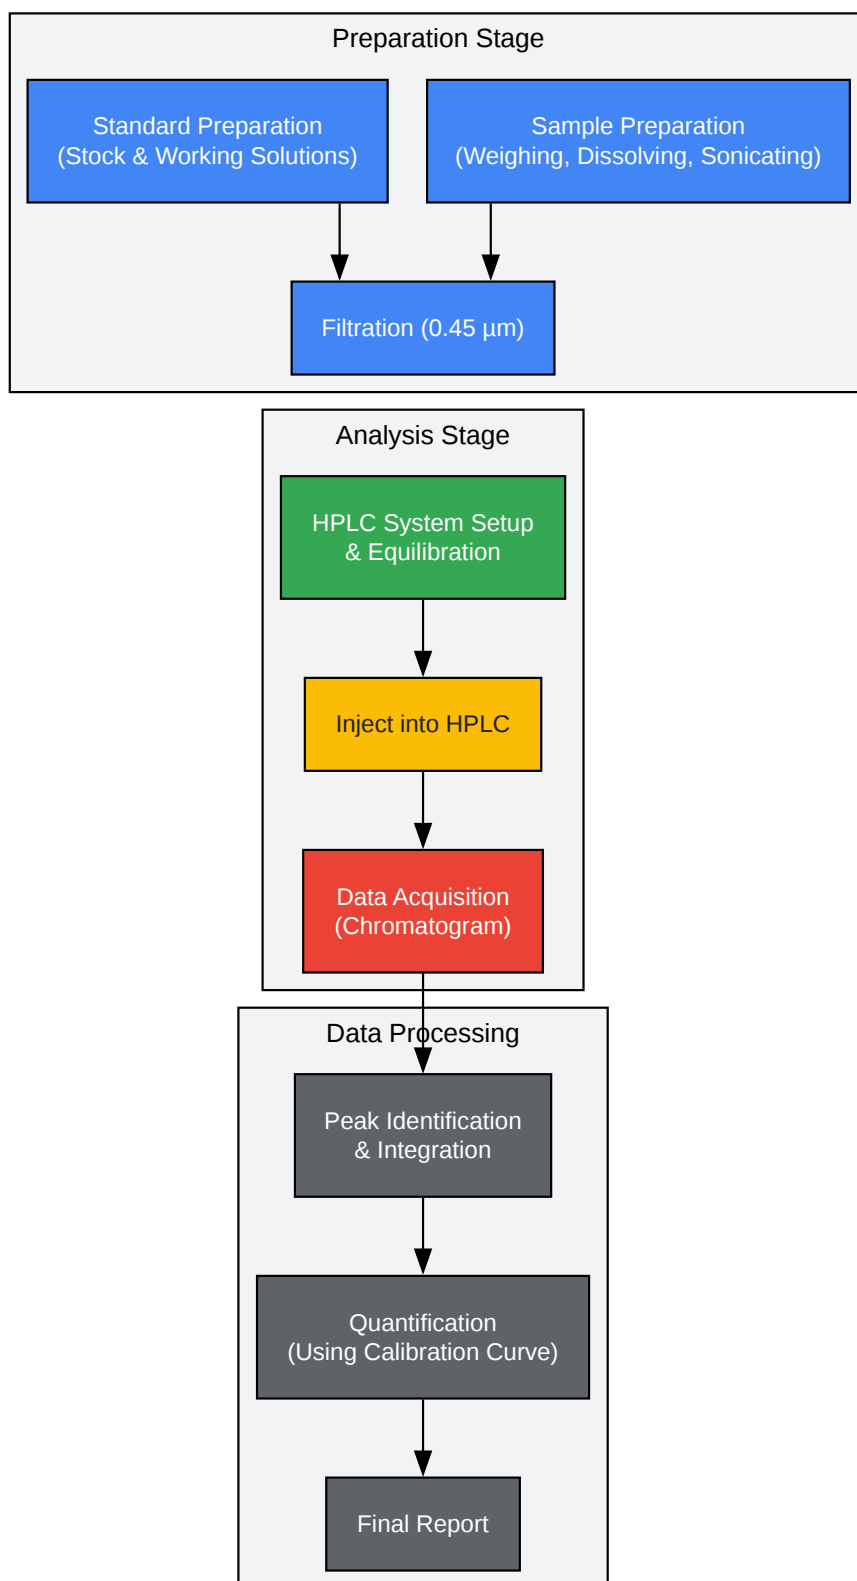 Preparation Stage
Standard Preparation
(Stock & Working Solutions)
Sample Preparation
(Weighing, Dissolving, Sonicating)
Filtration (0.45 µm)
Analysis Stage
HPLC System Setup
& Equilibration
Inject into HPLC
Data Acquisition
(Chromatogram)
Data Processing
Peak Identification
& Integration
Quantification
(Using Calibration Curve)
Final Report